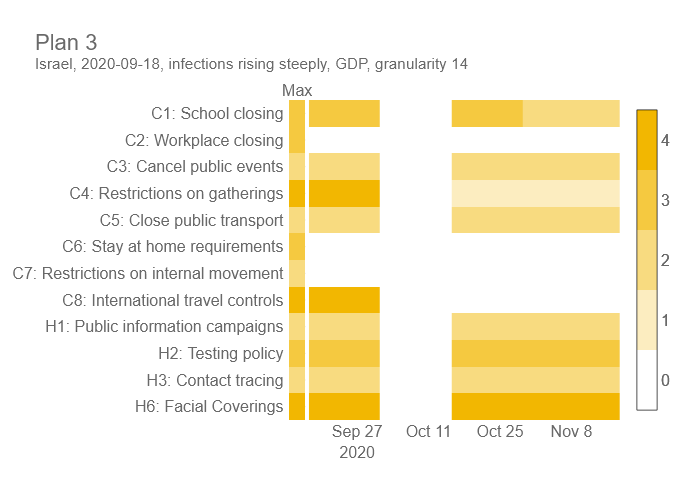 Plan 3
Israel, 2020-09-18, infections rising steeply, GDP, granularity 14
Max
C1: School closing
C2: Workplace closing
C3: Cancel public events
C4: Restrictions on gatherings
C5: Close public transport
C6: Stay at home requirements
C7: Restrictions on internal movement
C8: International travel controls
H1: Public information campaigns
H2: Testing policy
H3: Contact tracing
H6: Facial Coverings
Sep 27 Oct 11 Oct 25 Nov 8
2020
4
3
2
1
0